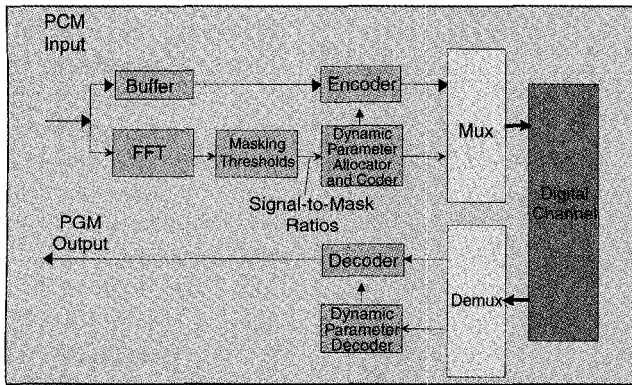 PCM
Input
Buffer
Encoder
Mux
FFT
Masking
Thresholds
Dynamic
Parameter
Allocator
and Coder
Signal-to-Mask
Ratios
Digital
Channel
PGM
Output
Decoder
Demux
Dynamic
Parameter
Decoder